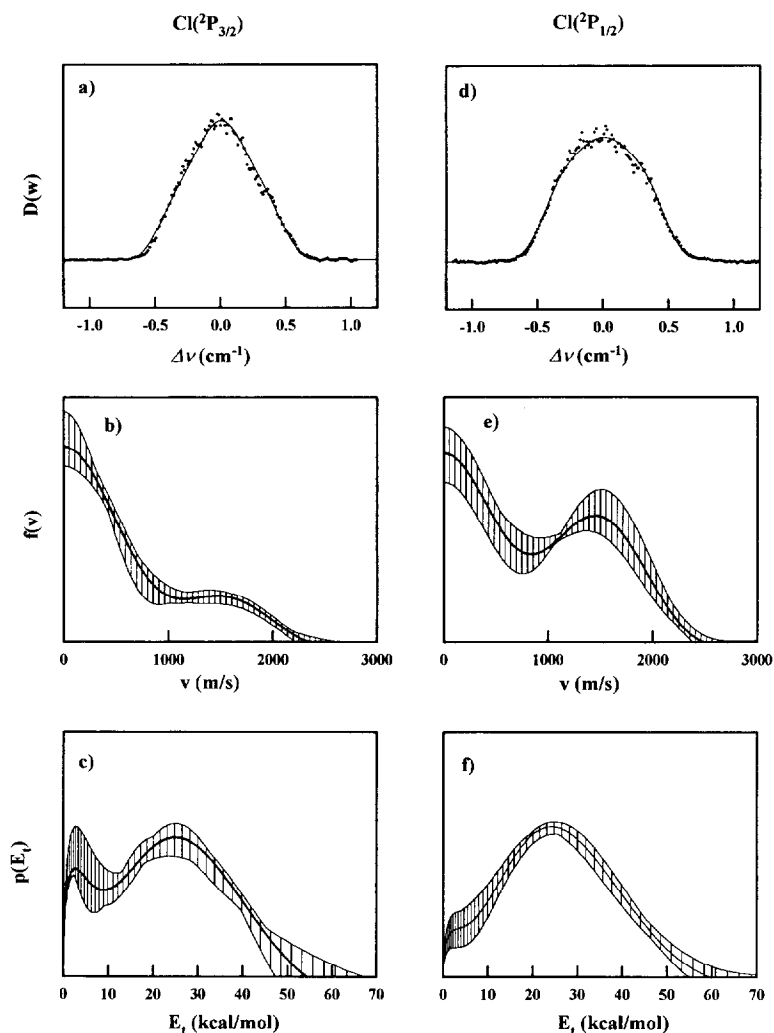 Cl(²P₃/₂)
Cl(²P₁/₂)
a)
D(w)
-1.0 -0.5 0.0 0.5 1.0
Δν (cm⁻¹)
d)
-1.0 -0.5 0.0 0.5 1.0
Δν (cm⁻¹)
b)
f(v)
0 1000 2000 3000
v (m/s)
e)
0 1000 2000 3000
v (m/s)
c)
p(Eₜ)
0 10 20 30 40 50 60 70
Eₜ (kcal/mol)
f)
0 10 20 30 40 50 60 70
Eₜ (kcal/mol)